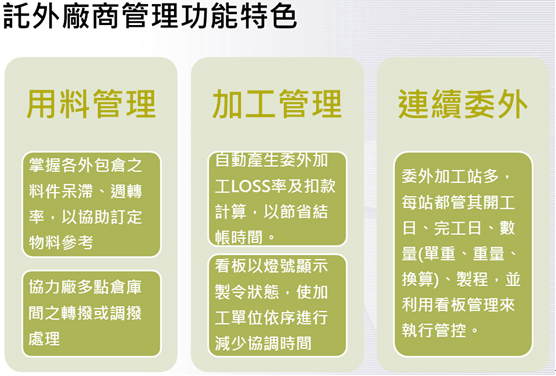 託外廠商管理功能特色
用料管理
掌握各外包倉之
料件呆滯、週轉
率，以協助訂定
物料參考
協力廠多點倉庫
間之轉撥或調撥
處理
加工管理
自動產生委外加
工LOSS率及扣款
計算，以節省結
帳時間。
看板以燈號顯示
製令狀態，使加
工單位依序進行
減少協調時間
連續委外
委外加工站多，
每站都管其開工
日、完工日、數
量(單重、重量、
換算)、製程，並
利用看板管理來
執行管控。